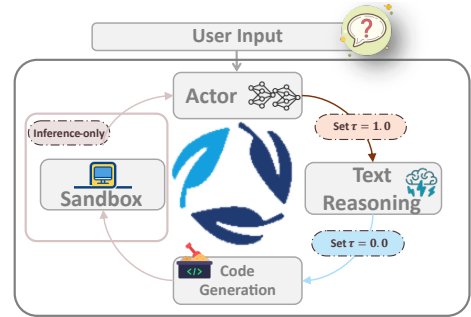 User Input
?
Actor
Inference-only
Set τ = 1.0
Sandbox
Text
Reasoning
Set τ = 0.0
</>
Code
Generation